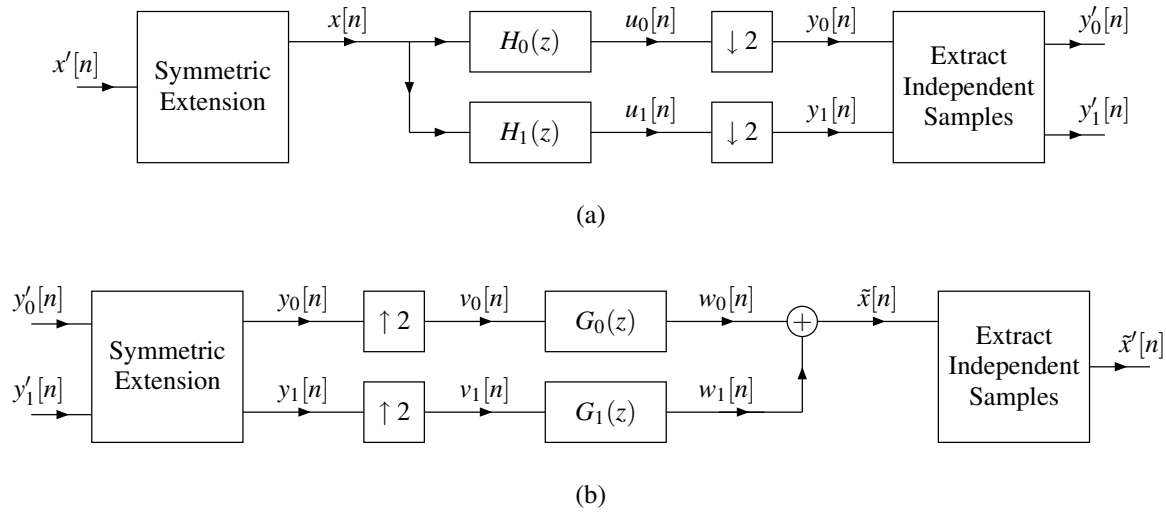 x′[n]
Symmetric
Extension
x[n]
H₀(z)
u₀[n]
↓ 2
y₀[n]
H₁(z)
u₁[n]
↓ 2
y₁[n]
Extract
Independent
Samples
y′₀[n]
y′₁[n]
(a)
y′₀[n]
y′₁[n]
Symmetric
Extension
y₀[n]
↑ 2
v₀[n]
G₀(z)
w₀[n]
y₁[n]
↑ 2
v₁[n]
G₁(z)
w₁[n]
+
x̃[n]
Extract
Independent
Samples
x̃′[n]
(b)